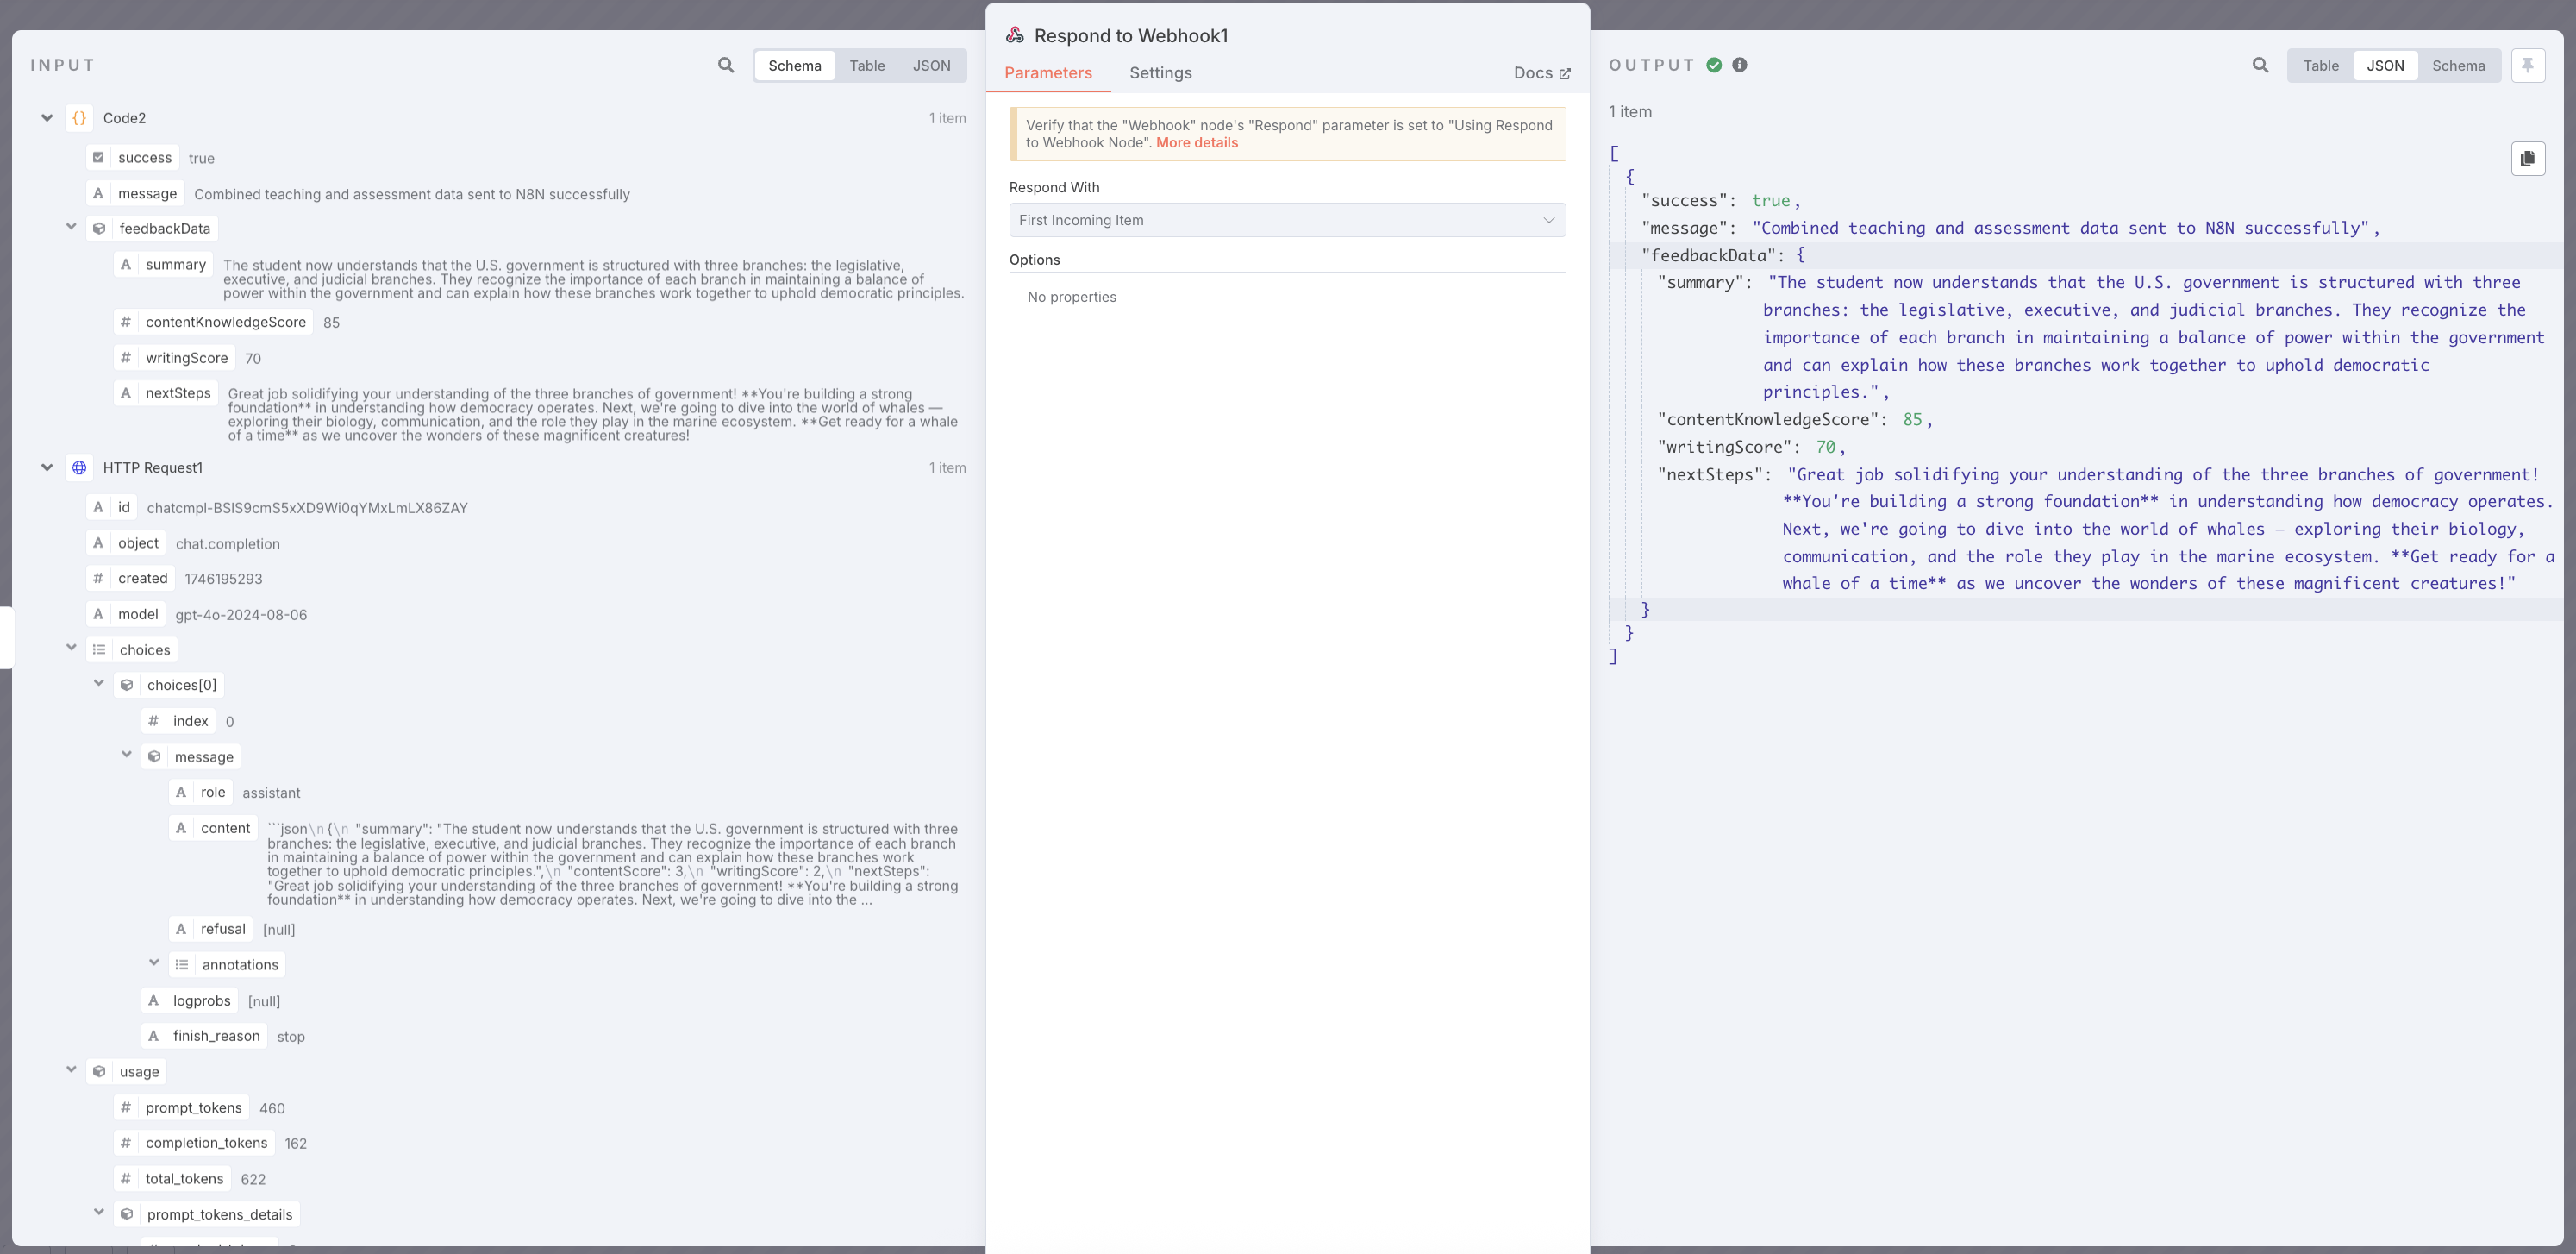 INPUT
Schema
Table
JSON
Code2
1 item
success
true
message
Combined teaching and assessment data sent to N8N successfully
feedbackData
summary
The student now understands that the U.S. government is structured with three branches: the legislative,
executive, and judicial branches. They recognize the importance of each branch in maintaining a balance of
power within the government and can explain how these branches work together to uphold democratic principles.
# contentKnowledgeScore
85
# writingScore
70
nextSteps
Great job solidifying your understanding of the three branches of government! **You're building a strong
foundation** in understanding how democracy operates. Next, we're going to dive into the world of whales —
exploring their biology, communication, and the role they play in the marine ecosystem. **Get ready for a whale
of a time** as we uncover the wonders of these magnificent creatures!
HTTP Request1
1 item
A id
chatcmpl-BSlS9cmS5xXD9Wi0qYMxLmLX86ZAY
A object
chat.completion
# created
1746195293
A model
gpt-4o-2024-08-06
choices
choices[0]
# index
0
message
A role
assistant
A content
```json\n{\n "summary": "The student now understands that the U.S. government is structured with three
branches: the legislative, executive, and judicial branches. They recognize the importance of each branch
in maintaining a balance of power within the government and can explain how these branches work
together to uphold democratic principles.",\n "contentScore": 3,\n "writingScore": 2,\n "nextSteps":
"Great job solidifying your understanding of the three branches of government! **You're building a strong
foundation** in understanding how democracy operates. Next, we're going to dive into the ...
A refusal
[null]
annotations
A logprobs
[null]
A finish_reason
stop
usage
# prompt_tokens
460
# completion_tokens
162
# total_tokens
622
prompt_tokens_details
Respond to Webhook1
Parameters
Settings
Docs
Verify that the "Webhook" node's "Respond" parameter is set to "Using Respond
to Webhook Node". More details
Respond With
First Incoming Item
Options
No properties
OUTPUT
Table
JSON
Schema
1 item
[
{
"success": true,
"message": "Combined teaching and assessment data sent to N8N successfully",
"feedbackData": {
"summary": "The student now understands that the U.S. government is structured with three
branches: the legislative, executive, and judicial branches. They recognize the
importance of each branch in maintaining a balance of power within the government
and can explain how these branches work together to uphold democratic
principles.",
"contentKnowledgeScore": 85,
"writingScore": 70,
"nextSteps": "Great job solidifying your understanding of the three branches of government!
**You're building a strong foundation** in understanding how democracy operates.
Next, we're going to dive into the world of whales — exploring their biology,
communication, and the role they play in the marine ecosystem. **Get ready for a
whale of a time** as we uncover the wonders of these magnificent creatures!"
}
}
]